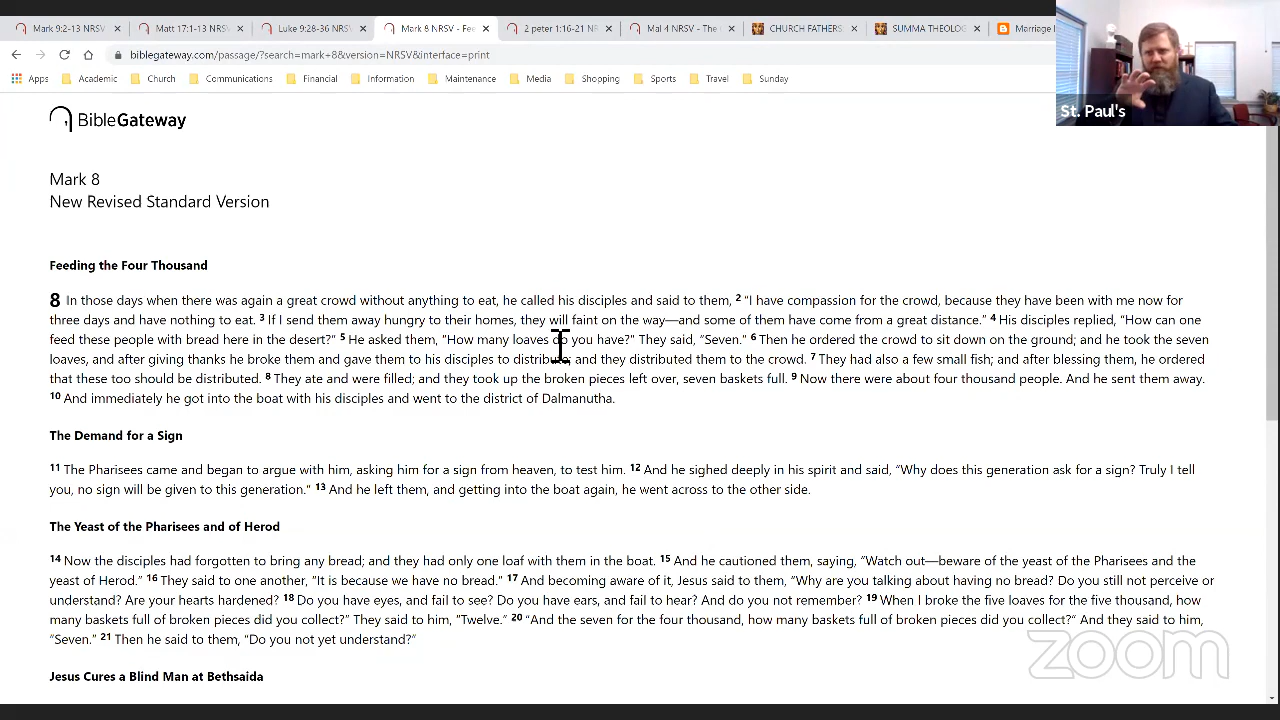 Mark 9:2-13 NRSV
Matt 17:1-13 NRSV
Luke 9:28-36 NRSV
Mark 8 NRSV - Fee
2 peter 1:16-21 NR
Mal 4 NRSV - The
CHURCH FATHERS
SUMMA THEOLOG
Marriage
biblegateway.com/passage/?
=mark+8&version=NRSV&interface=print
Apps
Academic
Church
Communication
Financial
Formation
Maintenance
Media
Shopping
Sports
Sunday
BibleGateway
St. Paul's
Mark 8
New Revised Standard Version
Feeding the Four Thousand
8 In those days when there was again a great crowd without anything to eat, he called his disciples and said to them, 2 “I have compassion for the crowd, because they have been with me now for
three days and have nothing to eat. 3 If I send them away hungry to their homes, they will faint on the way—and some of them have come from a great distance.” 4 His disciples replied, “How can one
feed these people with bread here in the desert?” 5 He asked them, “How many loaves do you have?” They said, “Seven.” 6 Then he ordered the crowd to sit down on the ground; and he took the seven
loaves, and after giving thanks he broke them and gave them to his disciples to distribute; and they distributed them to the crowd. 7 They had also a few small fish; and after blessing them, he ordered
that these too should be distributed. 8 They ate and were filled; and they took up the broken pieces left over, seven baskets full. 9 Now there were about four thousand people. And he sent them away.
10 And immediately he got into the boat with his disciples and went to the district of Dalmanutha.
The Demand for a Sign
11 The Pharisees came and began to argue with him, asking him for a sign from heaven, to test him. 12 And he sighed deeply in his spirit and said, “Why does this generation ask for a sign? Truly I tell
you, no sign will be given to this generation.” 13 And he left them, and getting into the boat again, he went across to the other side.
The Yeast of the Pharisees and of Herod
14 Now the disciples had forgotten to bring any bread; and they had only one loaf with them in the boat. 15 And he cautioned them, saying, “Watch out—beware of the yeast of the Pharisees and the
yeast of Herod.” 16 They said to one another, “It is because we have no bread.” 17 And becoming aware of it, Jesus said to them, “Why are you talking about having no bread? Do you still not perceive or
understand? Are your hearts hardened? 18 Do you have eyes, and fail to see? Do you have ears, and fail to hear? And do you not remember? 19 When I broke the five loaves for the five thousand, how
many baskets full of broken pieces did you collect?” They said to him, “Twelve.” 20 “And the seven for the four thousand, how many baskets full of broken pieces did you collect?” And they said to him,
“Seven.” 21 Then he said to them, “Do you not yet understand?”
zoom
Jesus Cures a Blind Man at Bethsaida